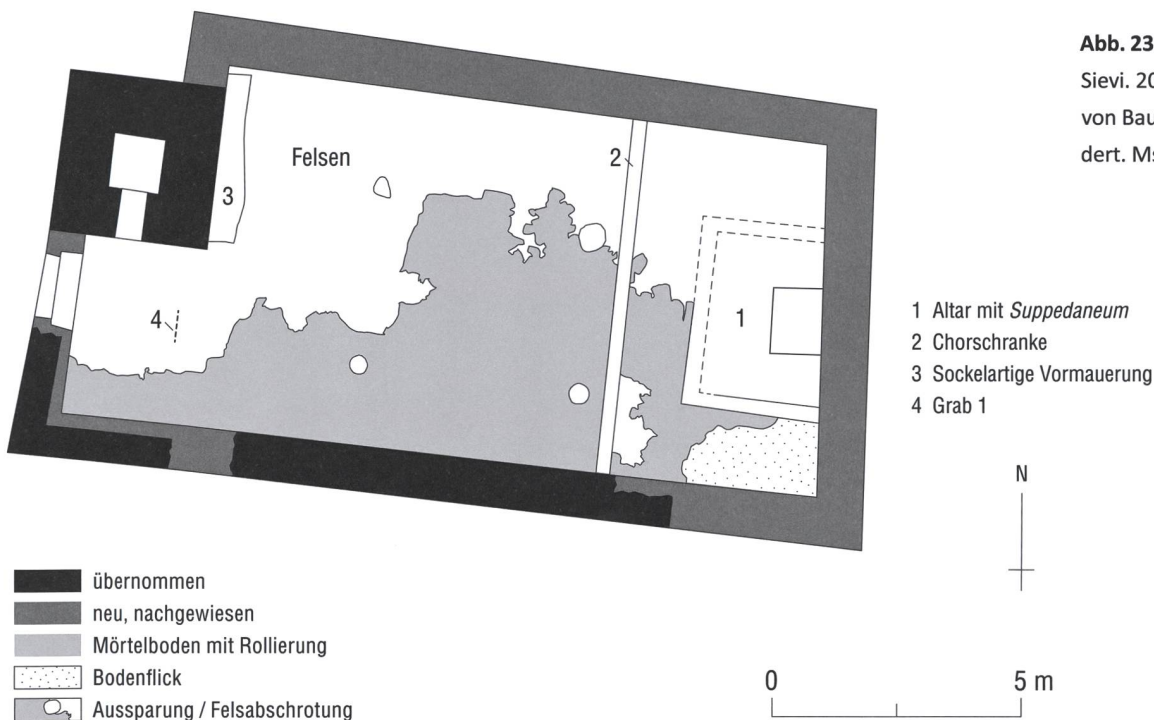 Abb. 23
Sievi. 20
von Bau
dert. Ms
Felsen
2
3
4
1
1 Altar mit Suppedaneum
2 Chorschranke
3 Sockelartige Vormauerung
4 Grab 1
N
übernommen
neu, nachgewiesen
Mörtelboden mit Rollierung
Bodenflick
Aussparung / Felsabschrotung
0 5 m